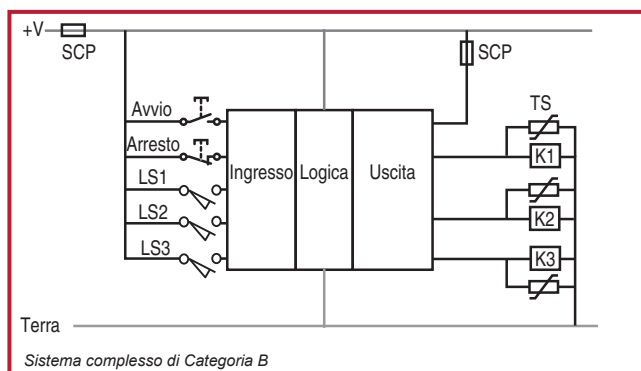 +V
SCP
SCP
Avvio
TS
Arresto
K1
Ingresso
Logica
Uscita
LS1
LS2
K2
LS3
K3
Terra
Sistema complesso di Categoria B